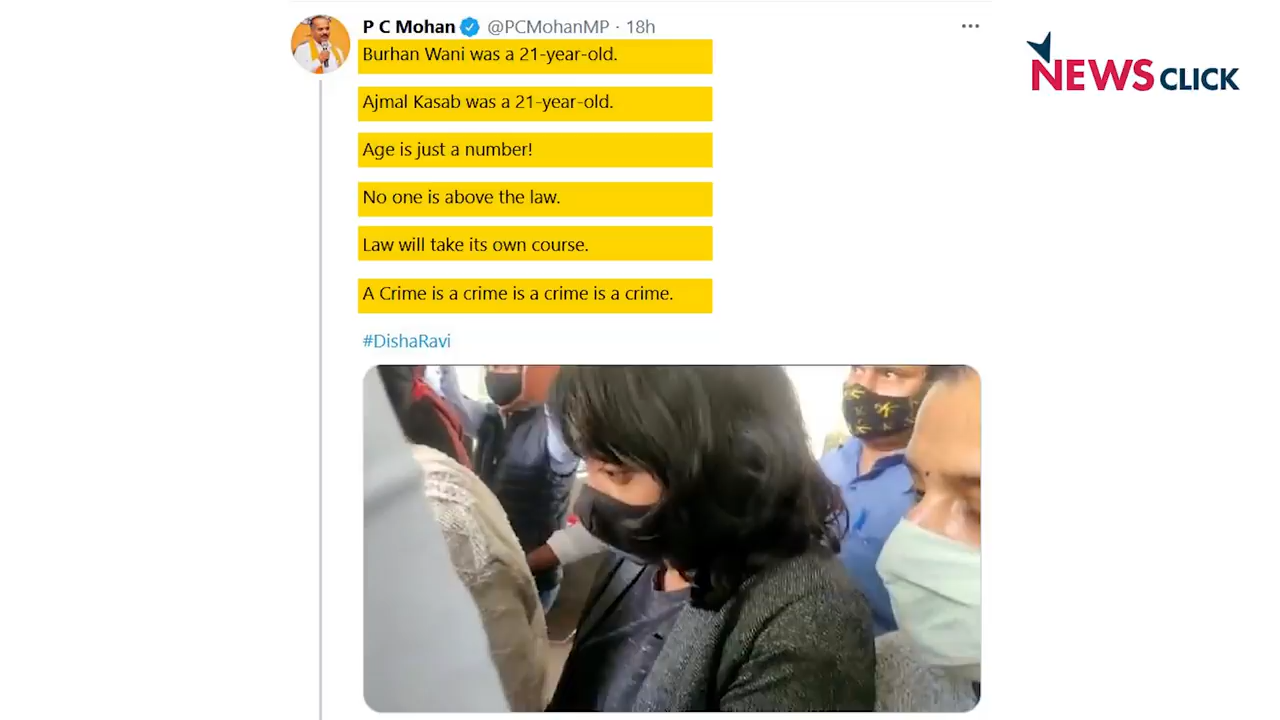 P C Mohan @PCMohanMP · 18h
Burhan Wani was a 21-year-old.
Ajmal Kasab was a 21-year-old.
Age is just a number!
No one is above the law.
Law will take its own course.
A Crime is a crime is a crime is a crime.
#DishaRavi
NEWS CLICK